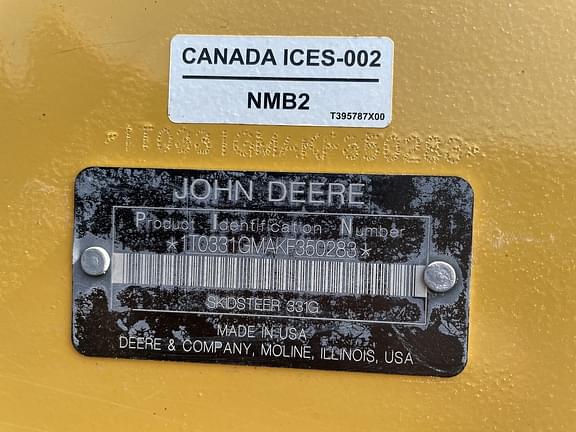 CANADA ICES-002
NMB2
T395787X00
*1T0331GMAKF350283*
JOHN DEERE
Product Identification Number
*1T0331GMAKF350283*
SKIDSTEER 331G
MADE IN USA
DEERE & COMPANY, MOLINE, ILLINOIS, USA